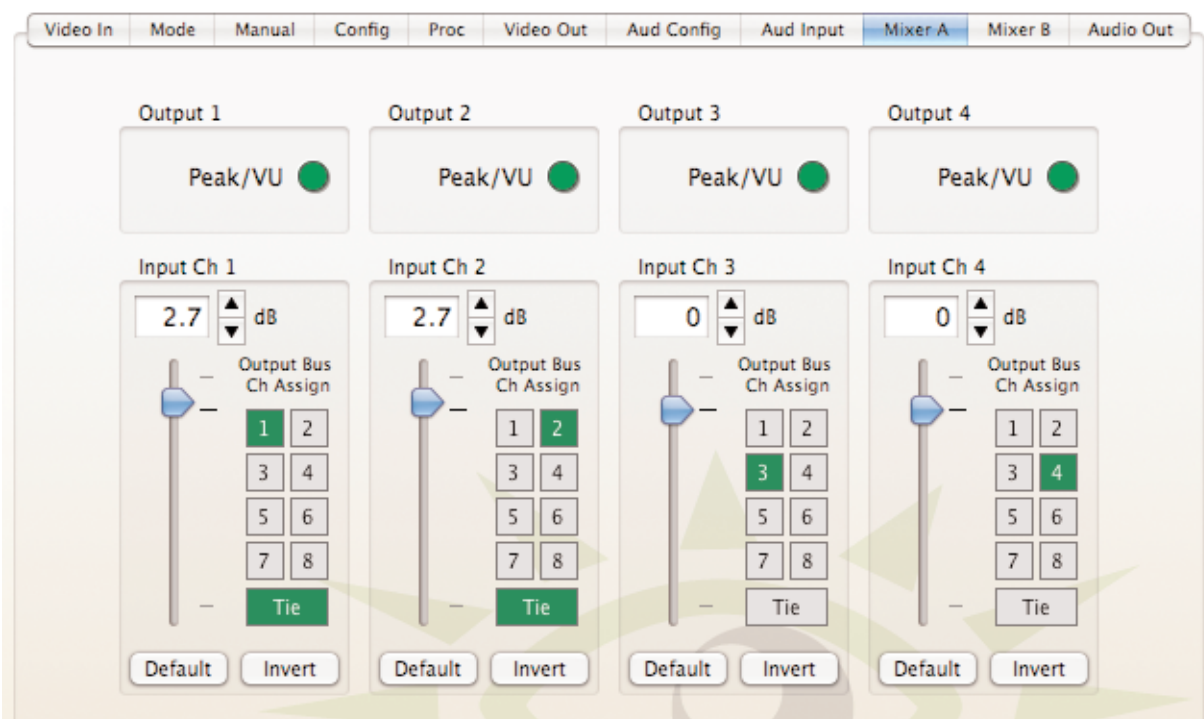 Video In Mode Manual Config Proc Video Out Aud Config Aud Input Mixer A Mixer B Audio Out
Output 1 Output 2 Output 3 Output 4
Peak/VU Peak/VU Peak/VU Peak/VU
Input Ch 1 Input Ch 2 Input Ch 3 Input Ch 4
2.7 dB 2.7 dB 0 dB 0 dB
Output Bus Output Bus Output Bus Output Bus
Ch Assign Ch Assign Ch Assign Ch Assign
1 2 1 2 1 2 1 2
3 4 3 4 3 4 3 4
5 6 5 6 5 6 5 6
7 8 7 8 7 8 7 8
Tie Tie Tie Tie
Default Invert Default Invert Default Invert Default Invert